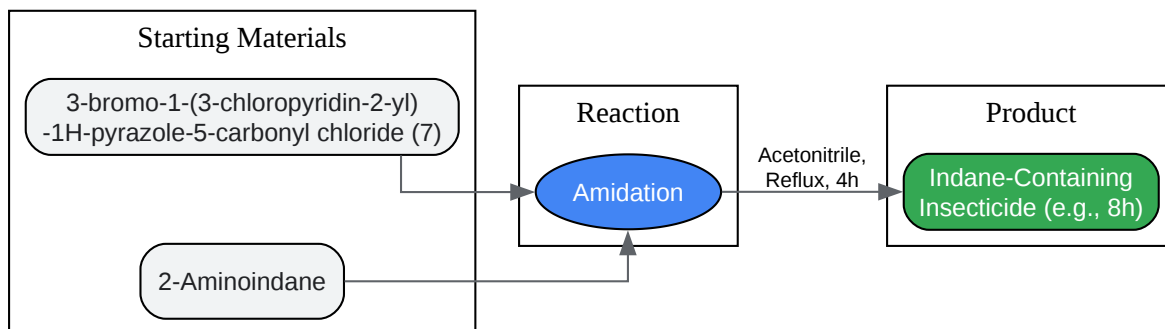 Starting Materials
3-bromo-1-(3-chloropyridin-2-yl)
-1H-pyrazole-5-carbonyl chloride (7)
2-Aminoindane
Reaction
Amidation
Acetonitrile,
Reflux, 4h
Product
Indane-Containing
Insecticide (e.g., 8h)